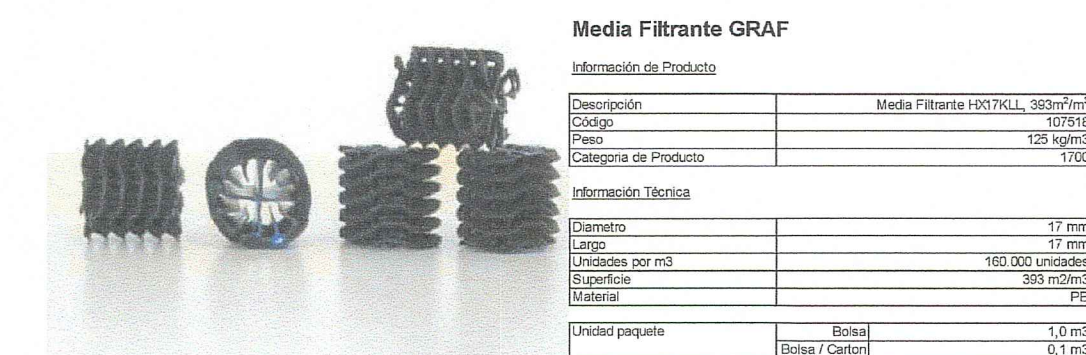 Media Filtrante GRAF
Información de Producto
Descripción Media Filtrante HX17KLL, 393m²/m³
Código 107518
Peso 125 kg/m3
Categoria de Producto 1700
Información Técnica
Diametro 17 mm
Largo 17 mm
Unidades por m3 160.000 unidades
Superficie 393 m2/m3
Material PE
Unidad paquete Bolsa 1,0 m3
Bolsa / Carton 0,1 m3